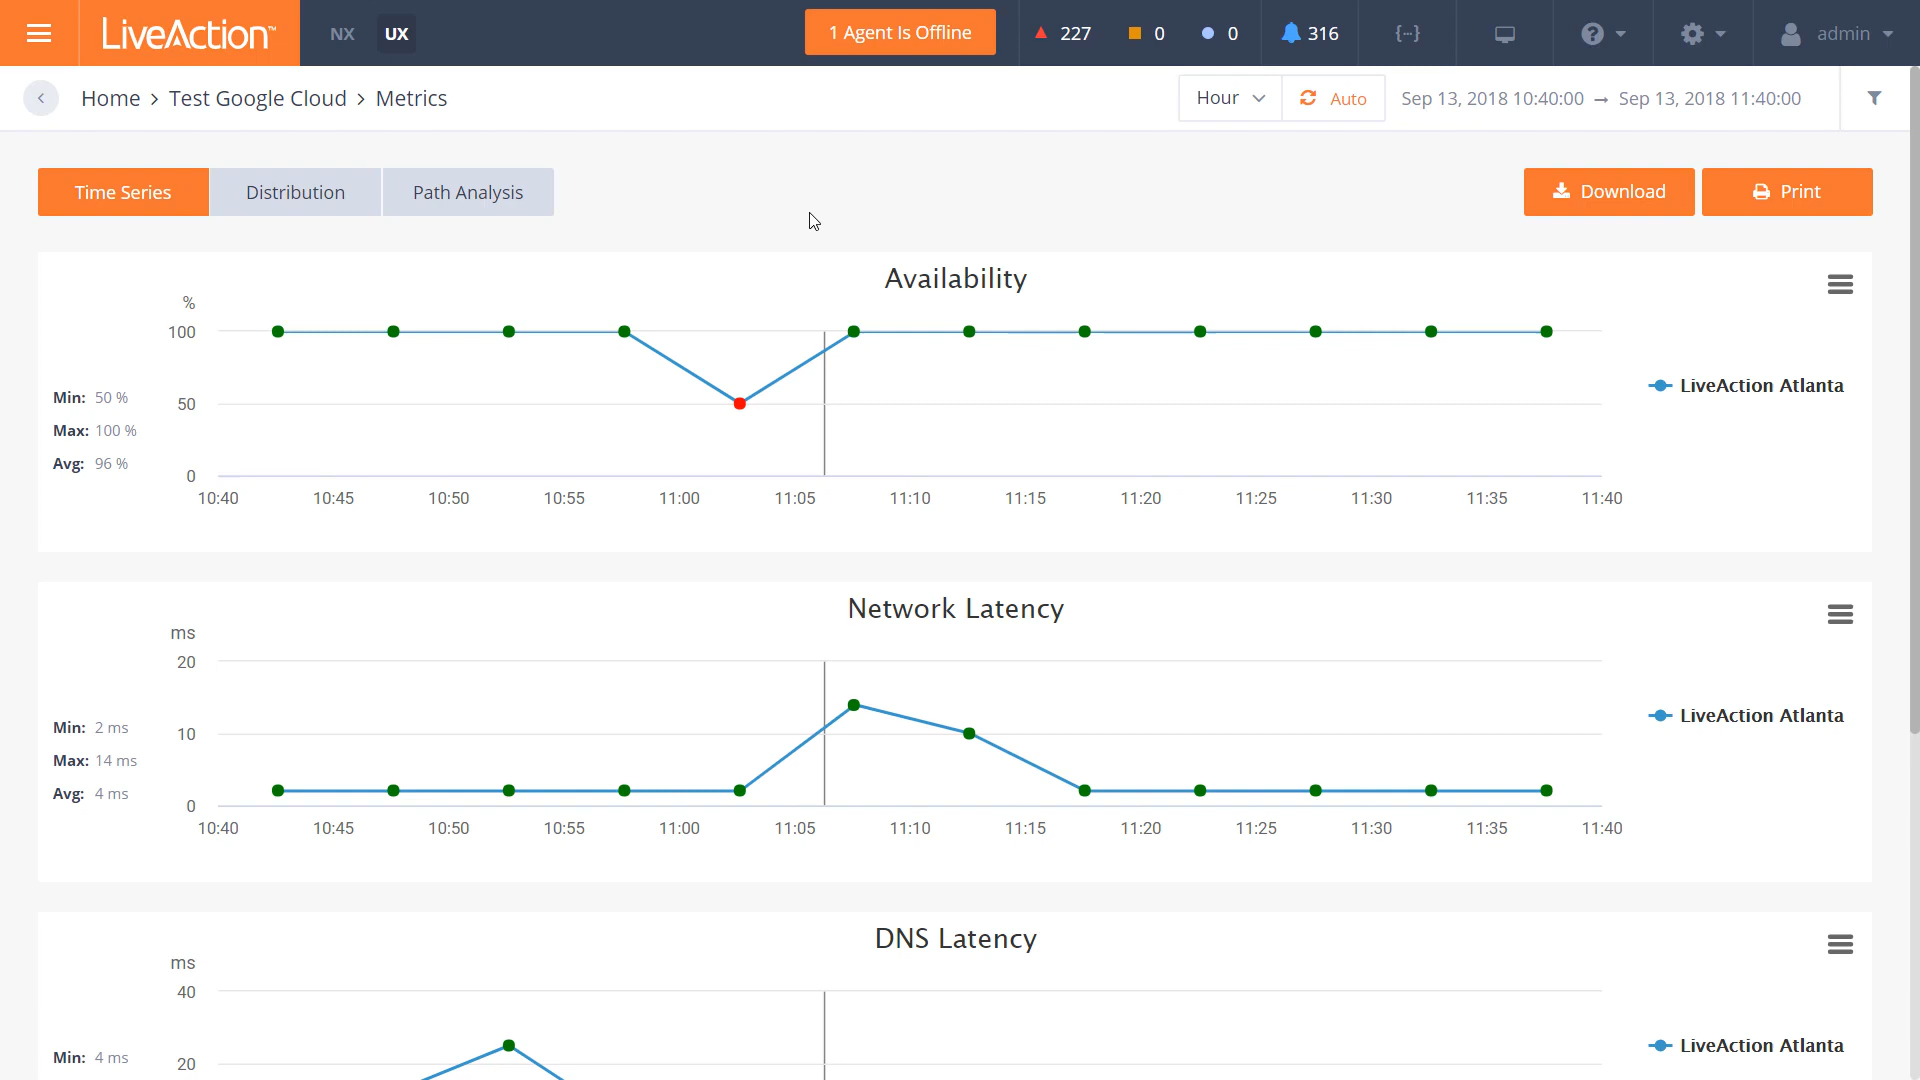 LiveAction™ NX UX 1 Agent Is Offline 227 0 0 316 {···} ? admin
Home > Test Google Cloud > Metrics Hour Auto Sep 13, 2018 10:40:00 → Sep 13, 2018 11:40:00
Time Series Distribution Path Analysis Download Print
Availability
%
100
LiveAction Atlanta
Min: 50 %
50
Max: 100 %
Avg: 96 %
0
10:40 10:45 10:50 10:55 11:00 11:05 11:10 11:15 11:20 11:25 11:30 11:35 11:40
Network Latency
ms
20
LiveAction Atlanta
Min: 2 ms
10
Max: 14 ms
Avg: 4 ms
0
10:40 10:45 10:50 10:55 11:00 11:05 11:10 11:15 11:20 11:25 11:30 11:35 11:40
DNS Latency
ms
40
LiveAction Atlanta
Min: 4 ms
20